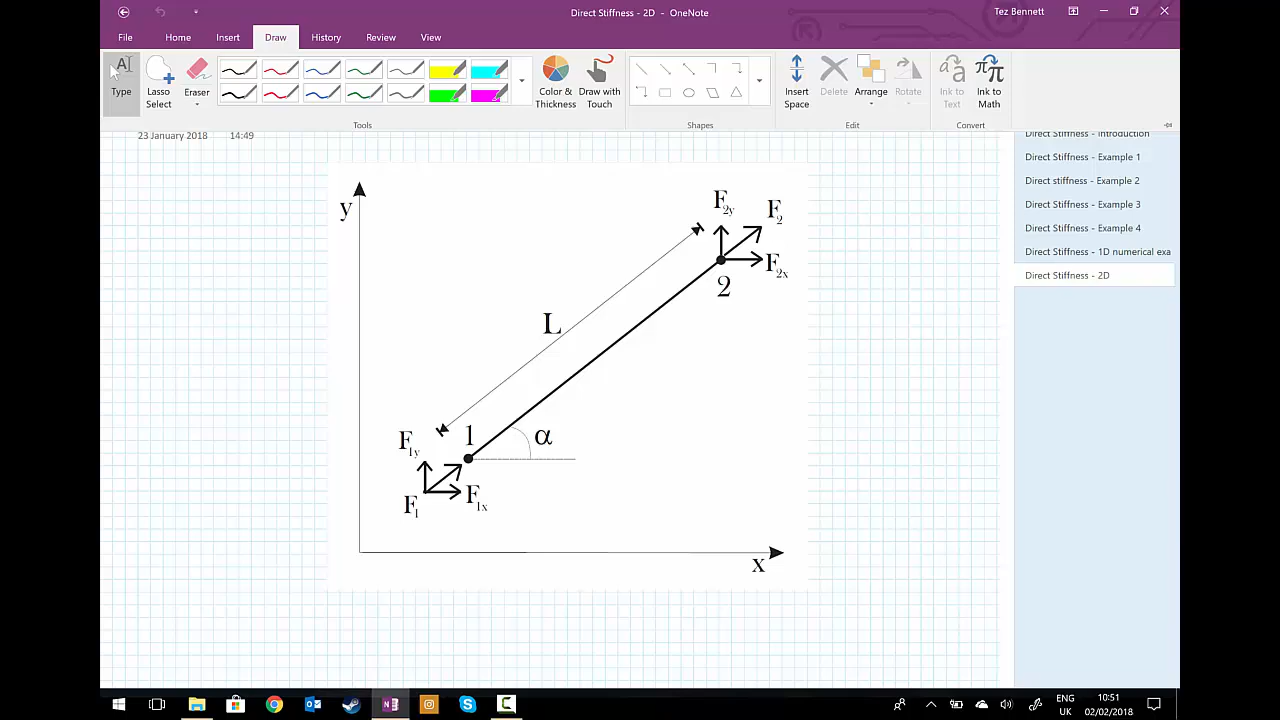 Direct Stiffness - 2D - OneNote
Tez Bennett
File Home Insert Draw History Review View
Type
Lasso Select
Eraser
Color & Thickness
Draw with Touch
Insert Space
Delete
Arrange
Rotate
Ink to Text
Ink to Math
Tools
Shapes
Edit
Convert
23 January 2018 14:49
Direct Stiffness - Introduction
Direct Stiffness - Example 1
Direct stiffness - Example 2
Direct Stiffness - Example 3
Direct Stiffness - Example 4
Direct Stiffness - 1D numerical exa
Direct Stiffness - 2D
y
F2y
F2
F2x
2
L
1
α
F1y
F1
F1x
x
ENG
UK
10:51
02/02/2018